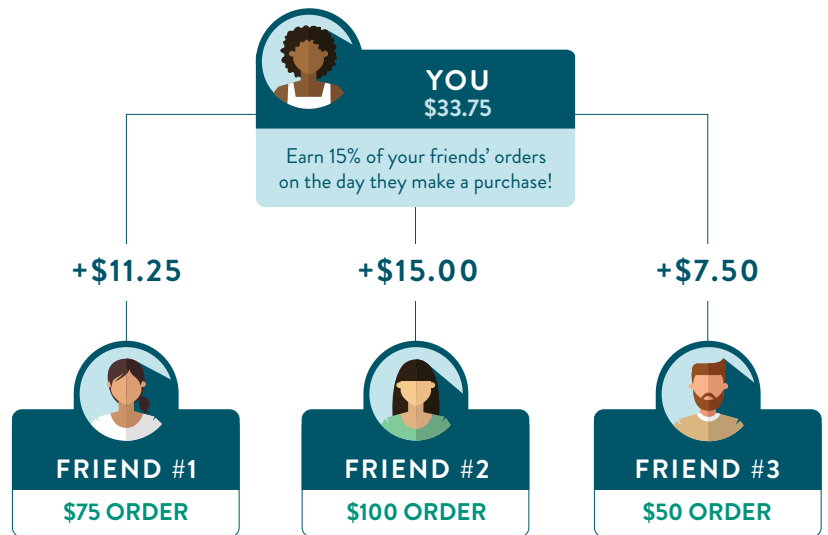 YOU
$33.75
Earn 15% of your friends’ orders
on the day they make a purchase!
+$11.25
+$15.00
+$7.50
FRIEND #1
$75 ORDER
FRIEND #2
$100 ORDER
FRIEND #3
$50 ORDER